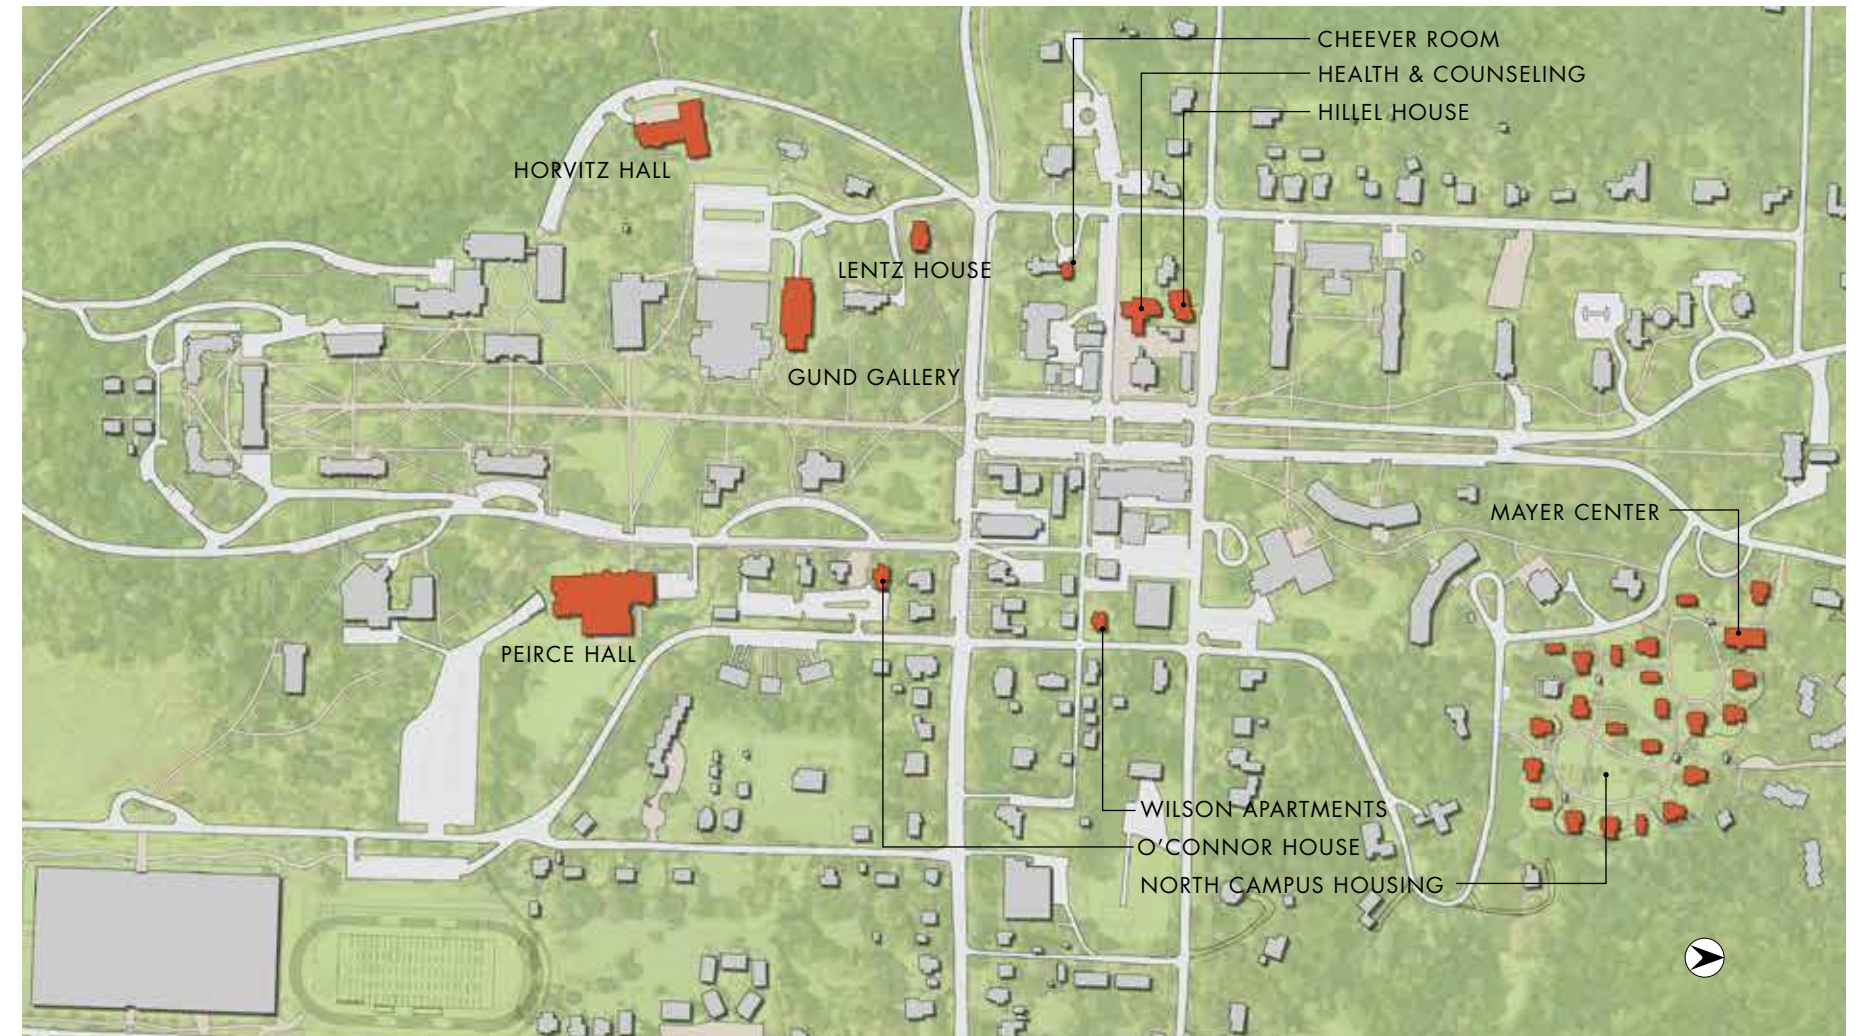 CHEEVER ROOM
HEALTH & COUNSELING
HILLEL HOUSE
HORVITZ HALL
LENTZ HOUSE
GUND GALLERY
MAYER CENTER
PEIRCE HALL
WILSON APARTMENTS
O'CONNOR HOUSE
NORTH CAMPUS HOUSING